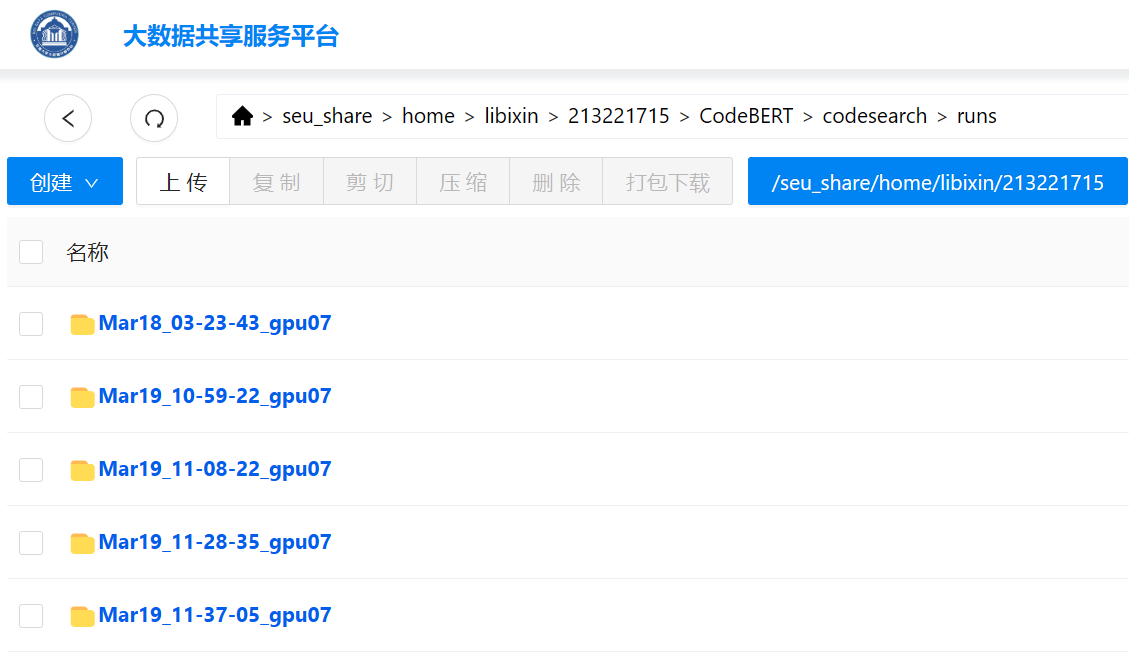 大数据共享服务平台
> seu_share > home > libixin > 213221715 > CodeBERT > codesearch > runs
创建 上 传 复 制 剪 切 压 缩 删 除 打包下载 /seu_share/home/libixin/213221715
名称
Mar18_03-23-43_gpu07
Mar19_10-59-22_gpu07
Mar19_11-08-22_gpu07
Mar19_11-28-35_gpu07
Mar19_11-37-05_gpu07